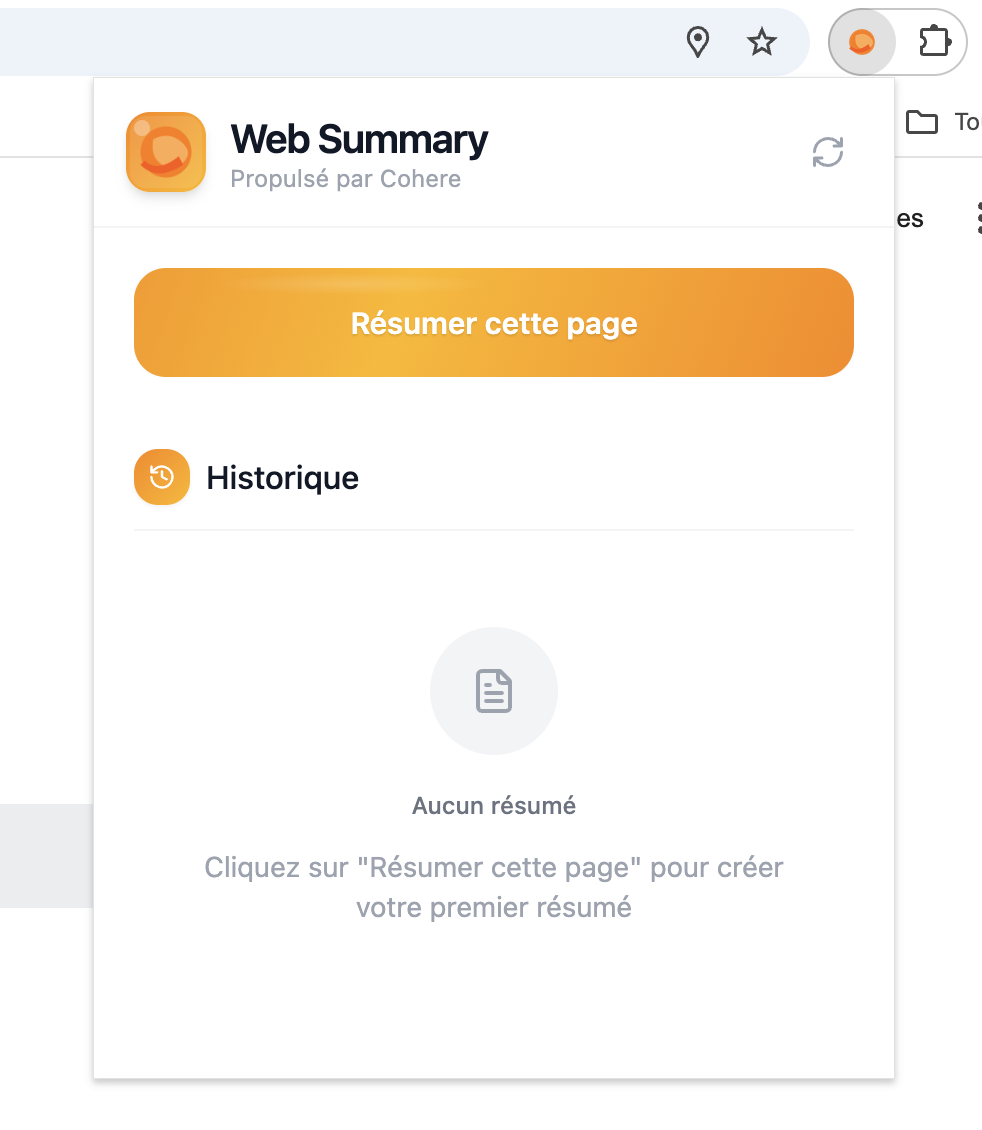 Tou
es
Web Summary
Propulsé par Cohere
Résumer cette page
Historique
Aucun résumé
Cliquez sur "Résumer cette page" pour créer
votre premier résumé